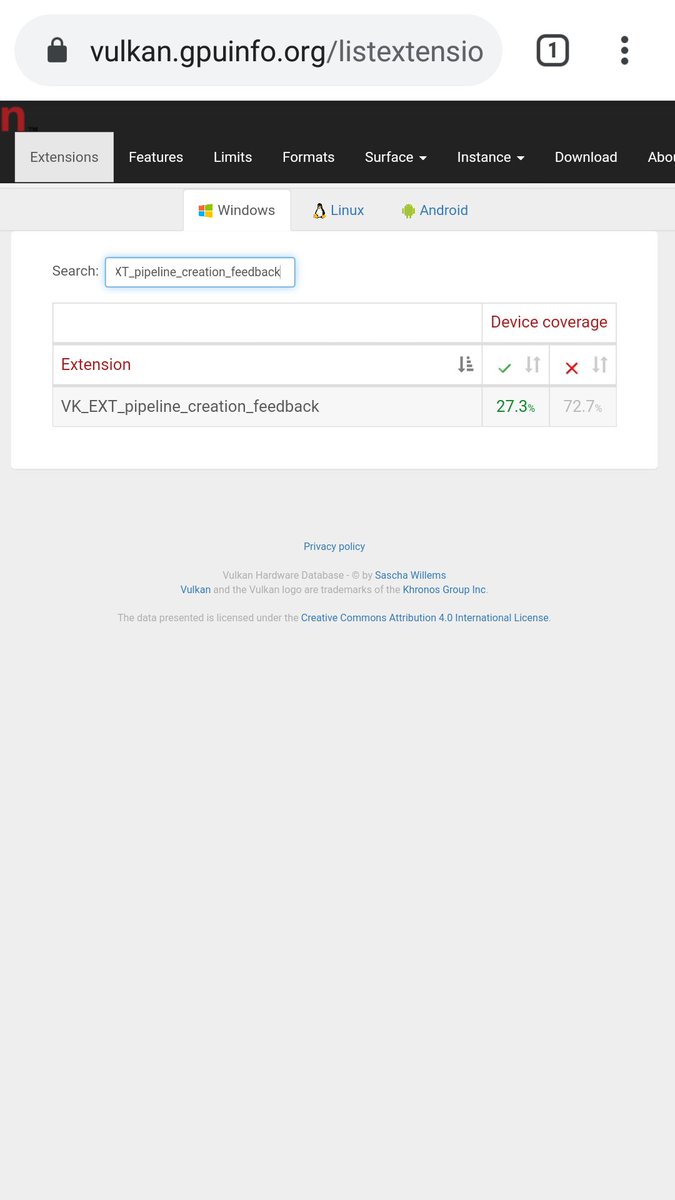 vulkan.gpuinfo.org/listextensio
1
n
Extensions Features Limits Formats Surface Instance Download Abou
Windows Linux Android
Search: XT_pipeline_creation_feedback
Device coverage
Extension
VK_EXT_pipeline_creation_feedback 27.3% 72.7%
Privacy policy
Vulkan Hardware Database - © by Sascha Willems
Vulkan and the Vulkan logo are trademarks of the Khronos Group Inc.
The data presented is licensed under the Creative Commons Attribution 4.0 International License.